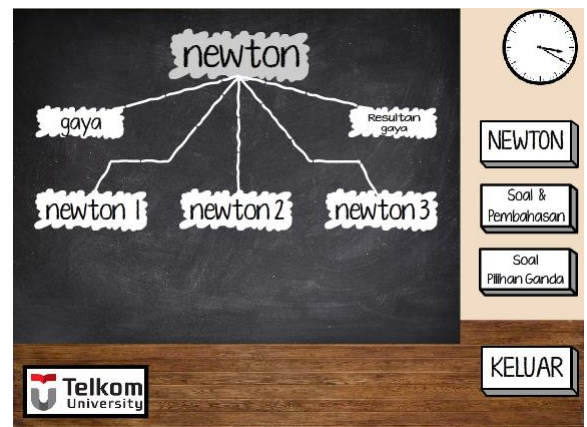 newton
gaya
Resultan
gaya
newton 1
newton 2
newton 3
NEWTON
Soal &
Pembahasan
Soal
Pilihan Ganda
KELUAR
Telkom
University